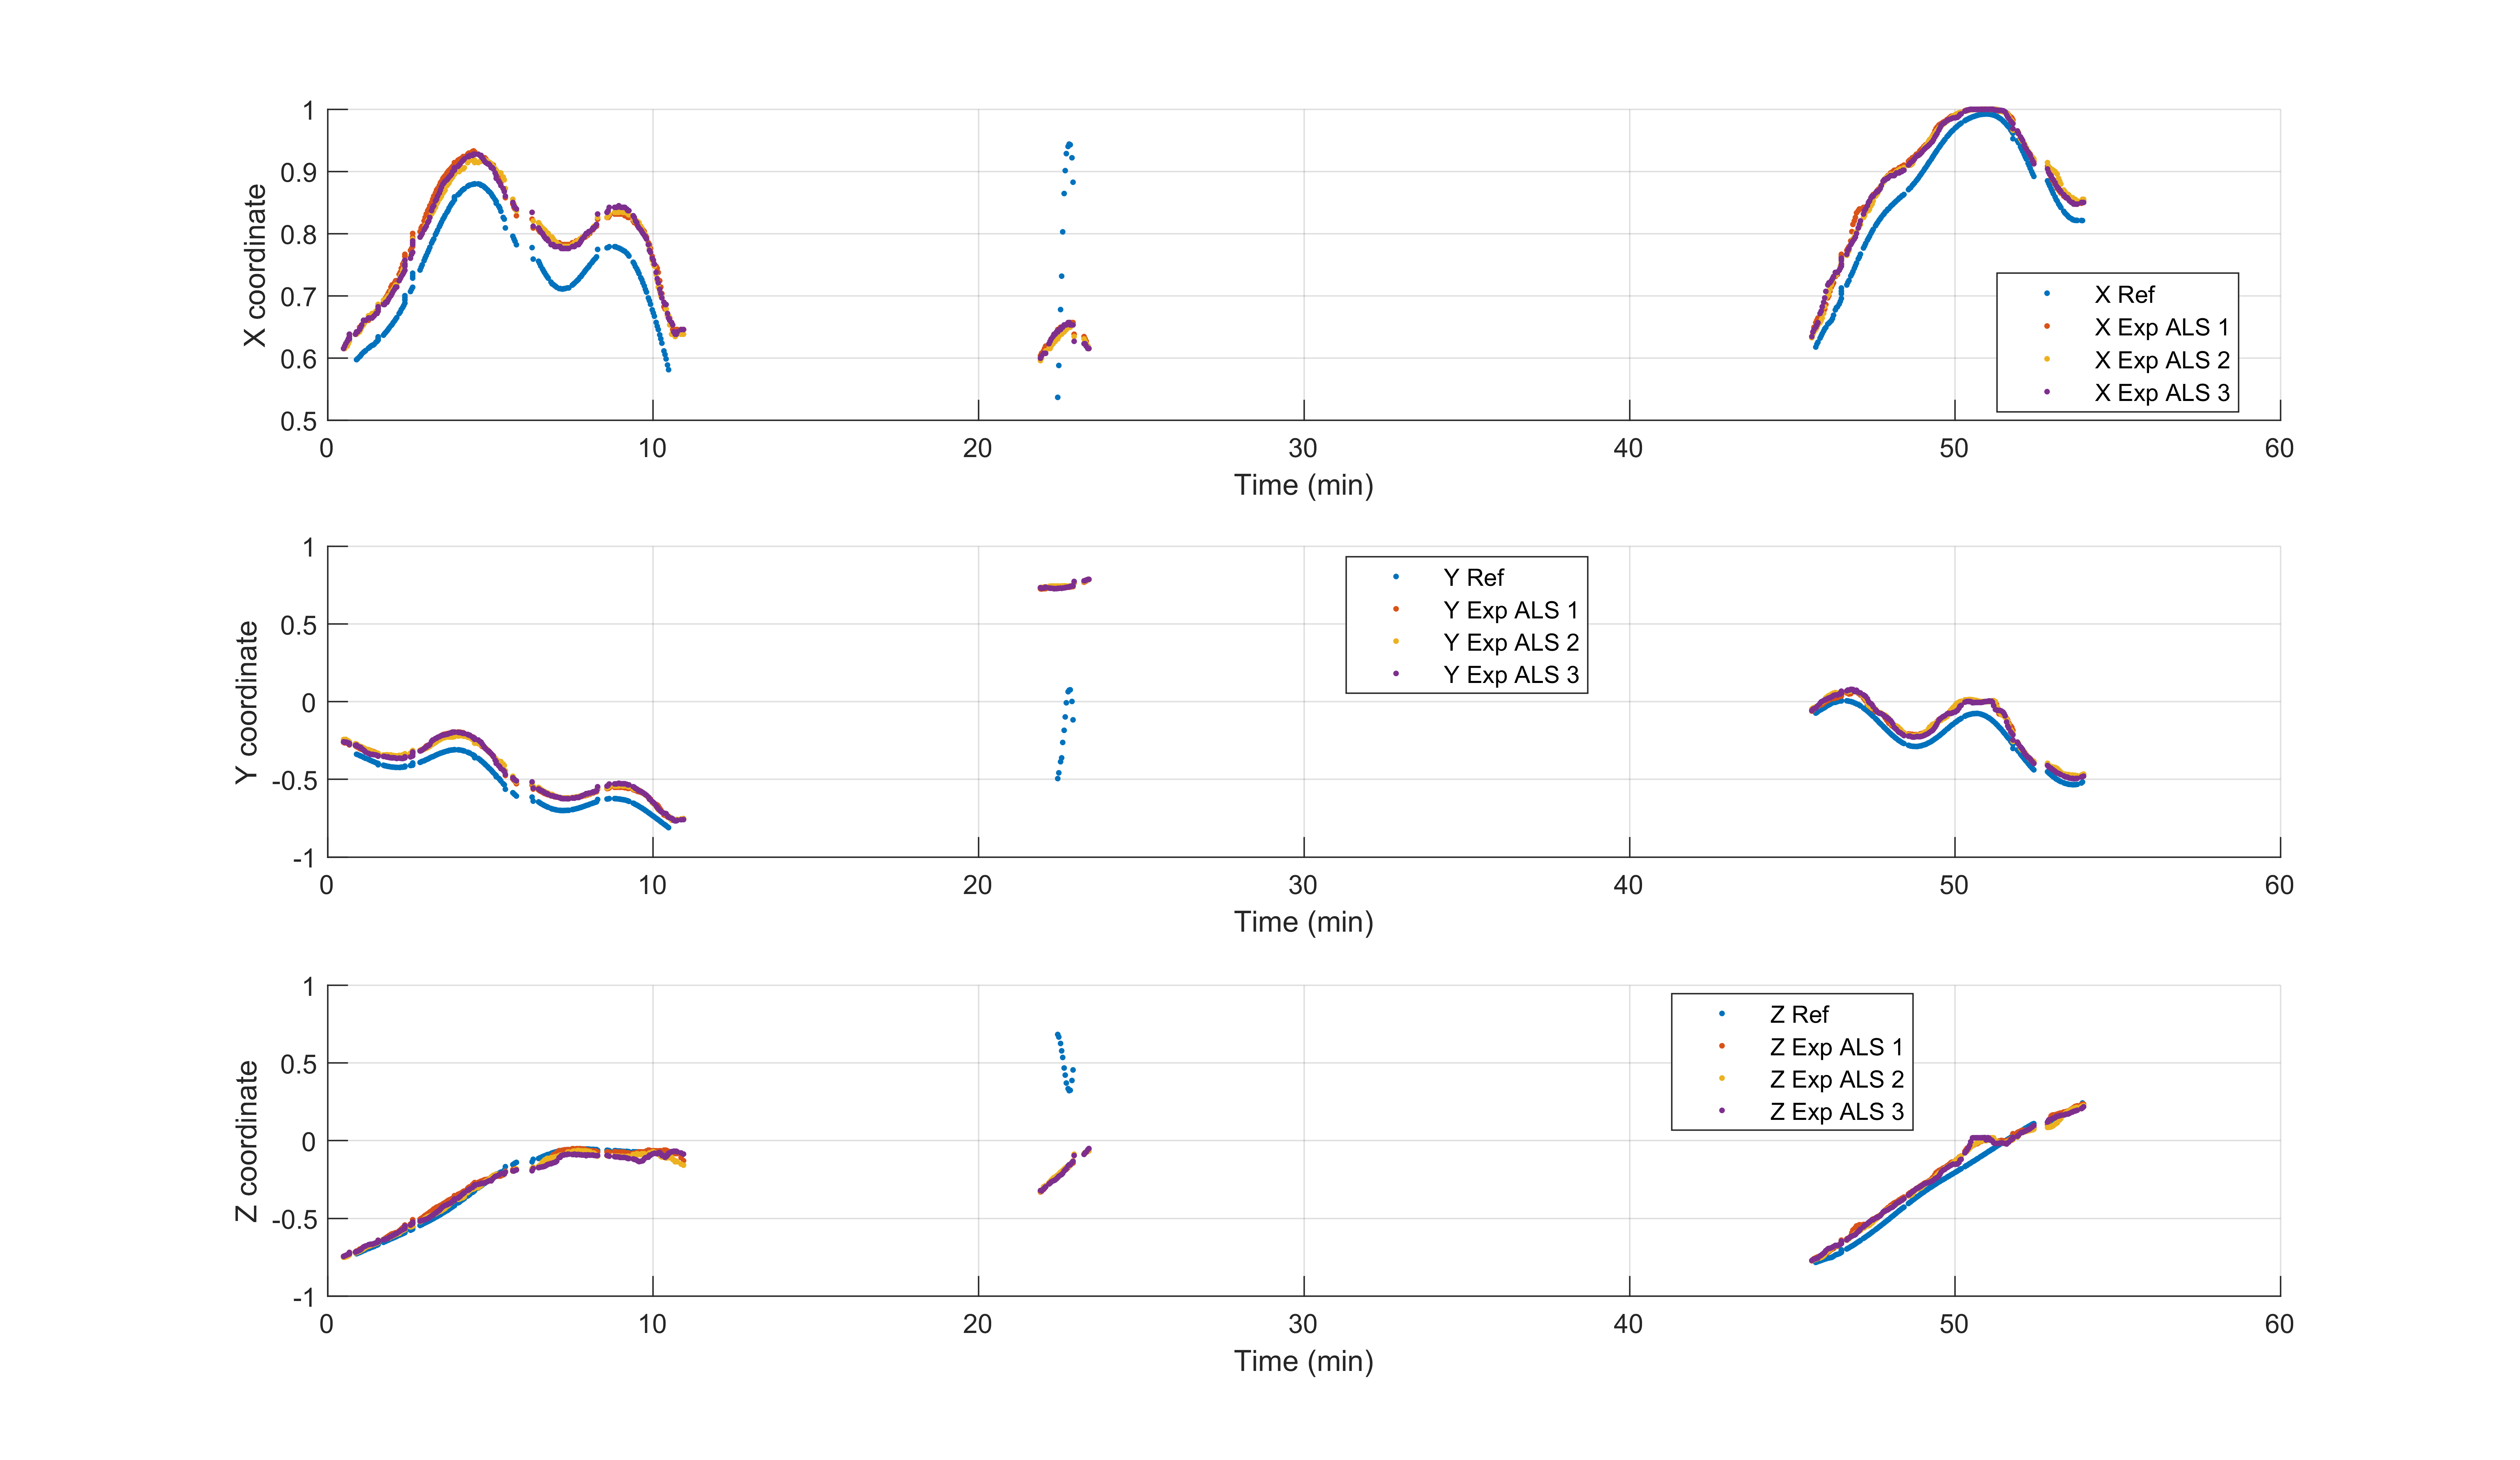 1
0.9
0.8
0.7
0.6
0.5
X coordinate
X Ref
X Exp ALS 1
X Exp ALS 2
X Exp ALS 3
0 10 20 30 40 50 60
Time (min)
1
0.5
0
-0.5
-1
Y coordinate
Y Ref
Y Exp ALS 1
Y Exp ALS 2
Y Exp ALS 3
0 10 20 30 40 50 60
Time (min)
1
0.5
0
-0.5
-1
Z coordinate
Z Ref
Z Exp ALS 1
Z Exp ALS 2
Z Exp ALS 3
0 10 20 30 40 50 60
Time (min)